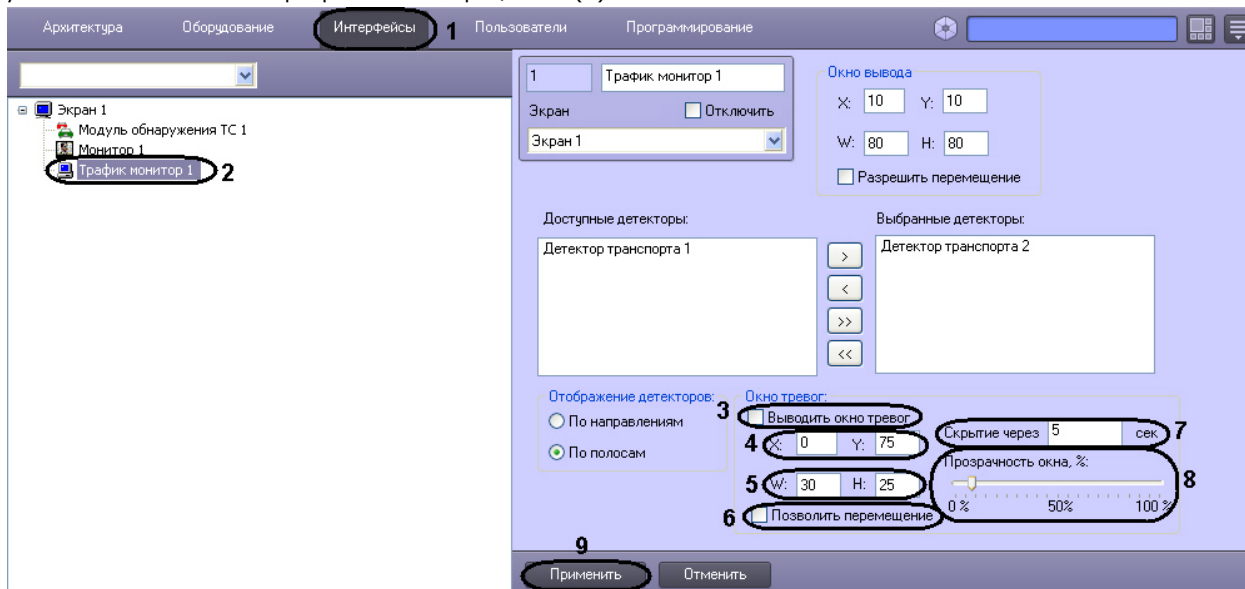 Архитектура Оборудование Интерфейсы 1 Пользователи Программирование
1 Трафик монитор 1
Экран Отключить
Экран 1
Окно вывода
X: 10 Y: 10
W: 80 H: 80
Разрешить перемещение
Экран 1
Модуль обнаружения ТС 1
Монитор 1
Трафик монитор 1 2
Доступные детекторы: Выбранные детекторы:
Детектор транспорта 1 > Детектор транспорта 2
<
>>
<<
Отображение детекторов:
По направлениям
По полосам
Окно тревог:
3 Выводить окно тревог
4 X: 0 Y: 75
5 W: 30 H: 25
6 Позволить перемещение
Скрытие через 5 сек 7
Прозрачность окна, %:
8
0 % 50% 100 %
9
Применить Отменить